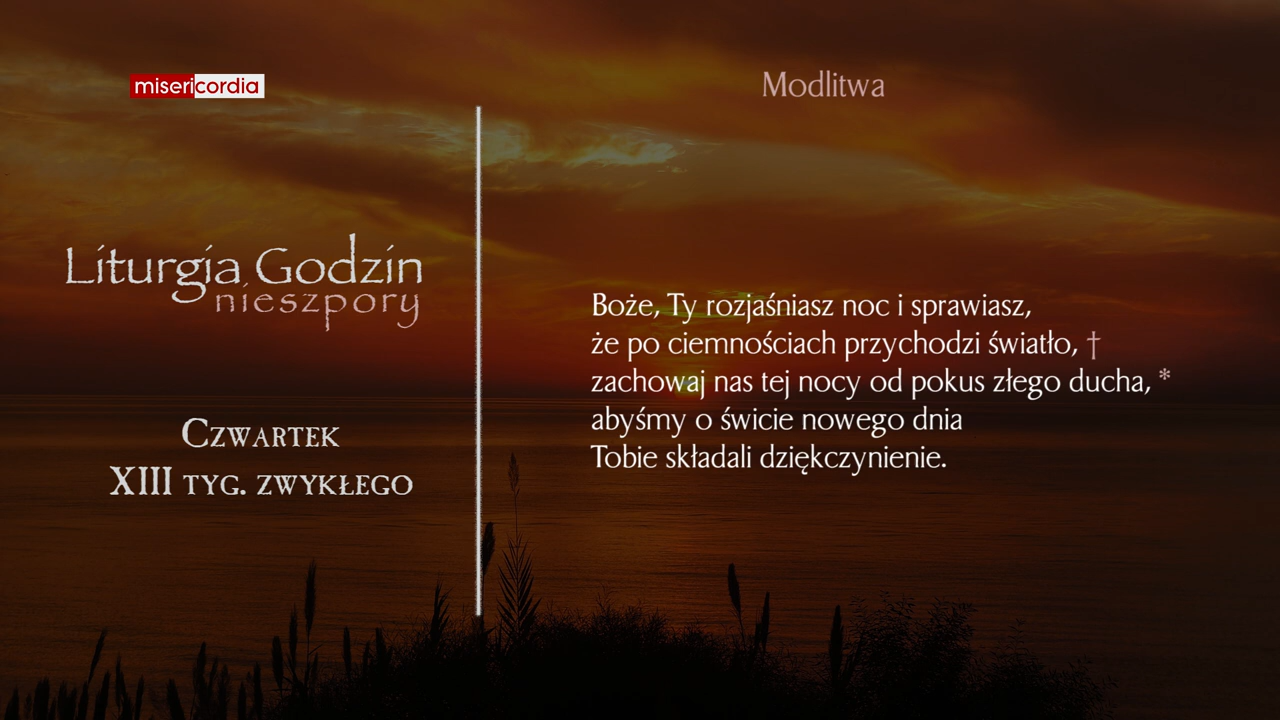 misericordia
Liturgia Godzin
nieszpory
Czwartek
XIII tyg. zwykłego
Modlitwa
Boże, Ty rozjaśniasz noc i sprawiasz,
że po ciemnościach przychodzi światło, †
zachowaj nas tej nocy od pokus złego ducha, *
abyśmy o świcie nowego dnia
Tobie składali dziękczynienie.